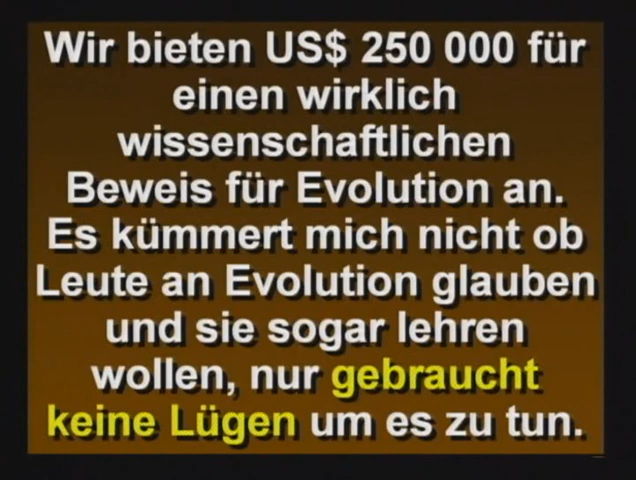 Wir bieten US$ 250 000 für
einen wirklich
wissenschaftlichen
Beweis für Evolution an.
Es kümmert mich nicht ob
Leute an Evolution glauben
und sie sogar lehren
wollen, nur gebraucht
keine Lügen um es zu tun.